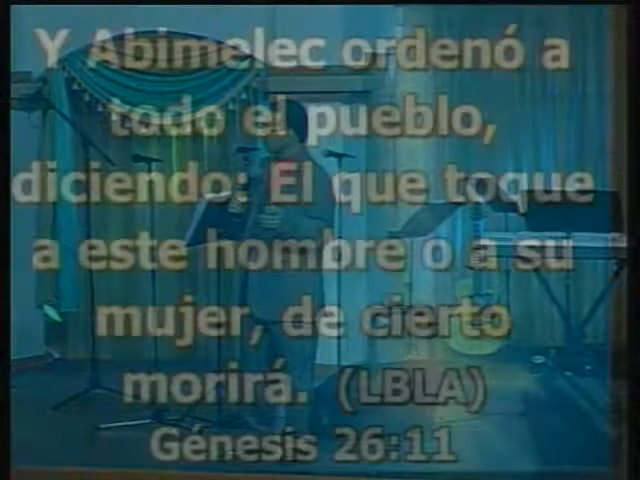 Y Abimelec ordenó a
todo el pueblo,
diciendo: El que toque
a este hombre o a su
mujer, de cierto
morirá. (LBLA)
Génesis 26:11